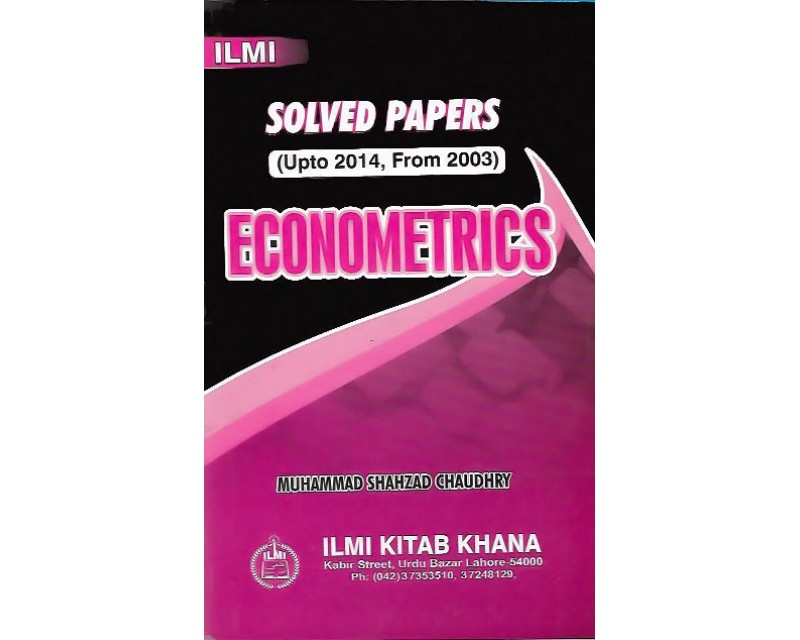 ILMI
SOLVED PAPERS
(Upto 2014, From 2003)
ECONOMETRICS
MUHAMMAD SHAHZAD CHAUDHRY
ILMI
ILMI KITAB KHANA
Kabir Street, Urdu Bazar Lahore-54000
Ph: (042)37353510, 37248129,